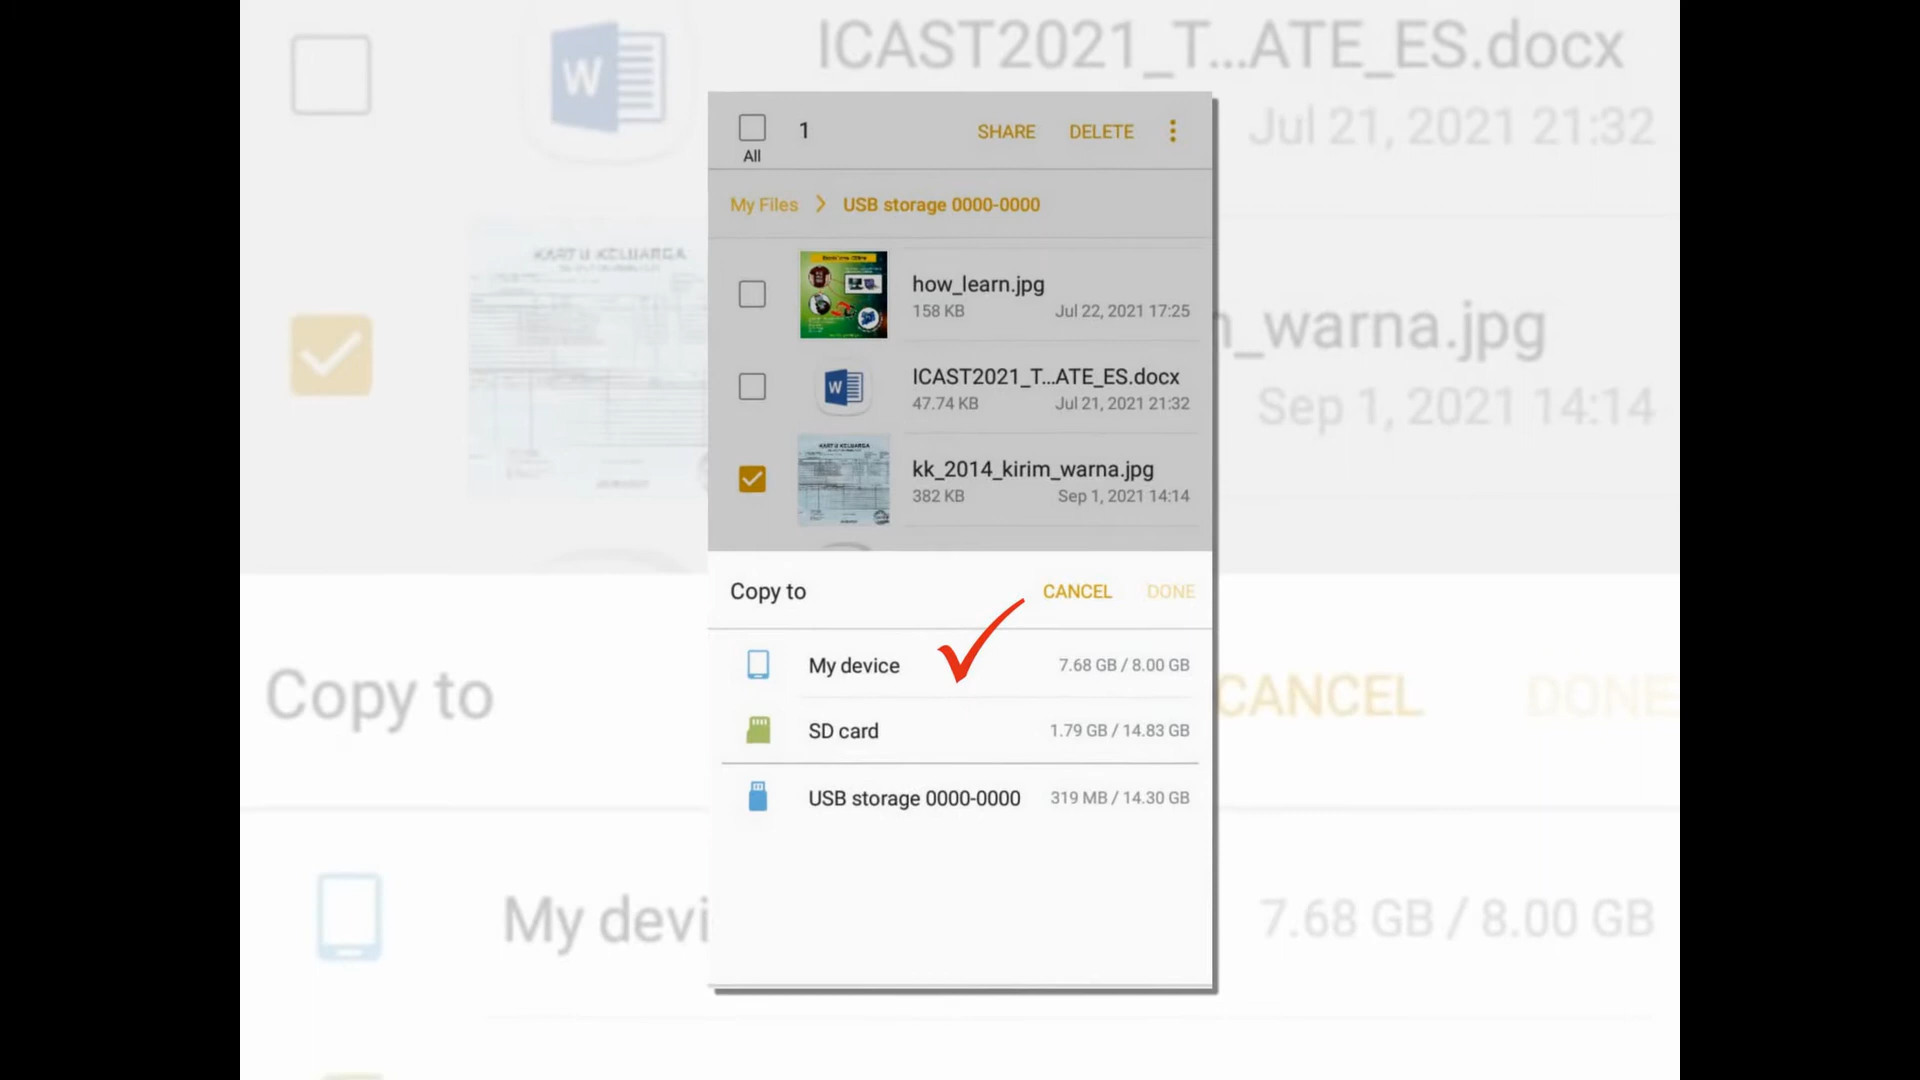 ICAST2021_T...ATE_ES.docx
Jul 21, 2021 21:32
KARTU KELUARGA
_warna.jpg
Sep 1, 2021 14:14
Copy to
CANCEL DONE
My devi
7.68 GB / 8.00 GB
1 SHARE DELETE
All
My Files > USB storage 0000-0000
how_learn.jpg
158 KB Jul 22, 2021 17:25
ICAST2021_T...ATE_ES.docx
47.74 KB Jul 21, 2021 21:32
KARTU KELUARGA
kk_2014_kirim_warna.jpg
382 KB Sep 1, 2021 14:14
Copy to CANCEL DONE
My device 7.68 GB / 8.00 GB
SD card 1.79 GB / 14.83 GB
USB storage 0000-0000 319 MB / 14.30 GB